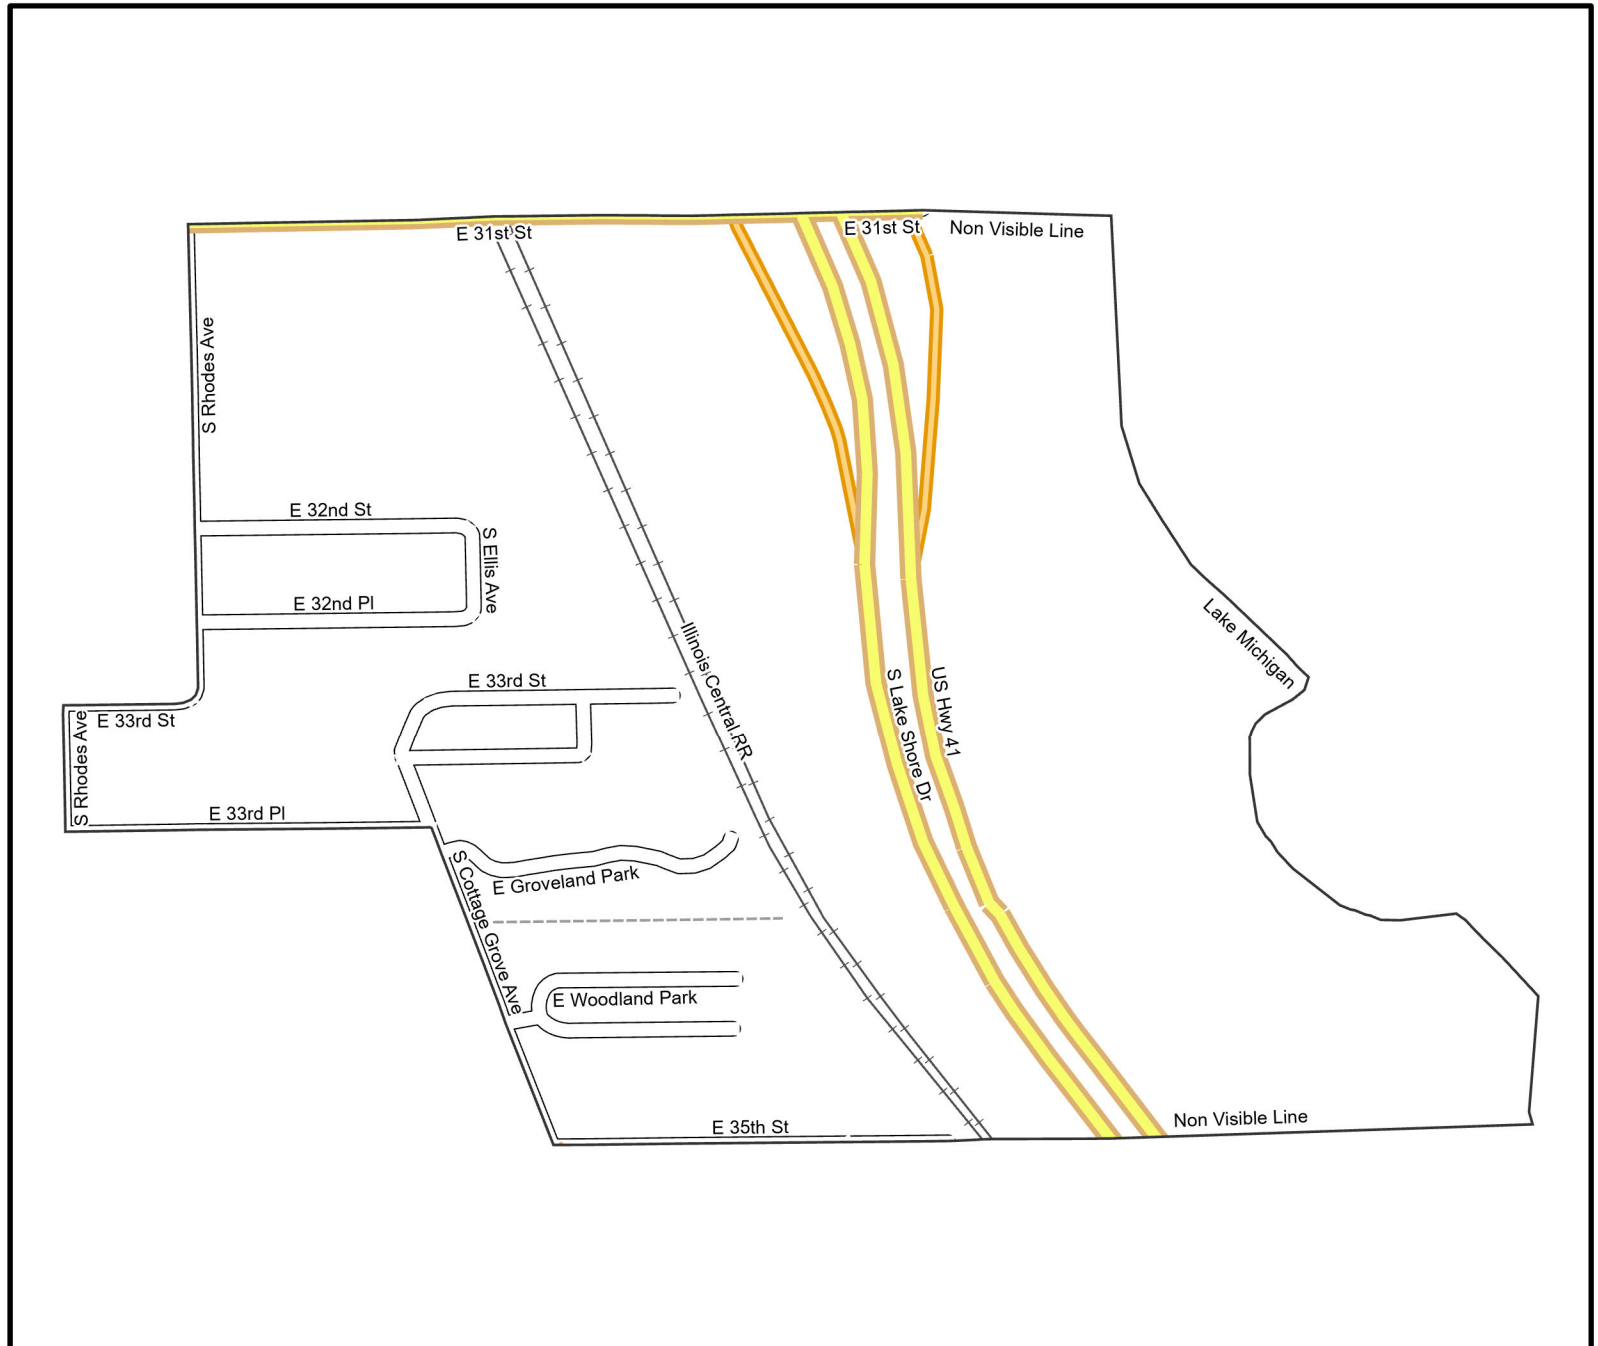 E 31st St
E 31st St
Non Visible Line
S Rhodes Ave
E 32nd St
S Ellis Ave
E 32nd Pl
Lake Michigan
Illinois Central RR
E 33rd St
S Lake Shore Dr
US Hwy 41
E 33rd St
S Rhodes Ave
E 33rd Pl
S Cottage Grove Ave
E Groveland Park
E Woodland Park
Non Visible Line
E 35th St